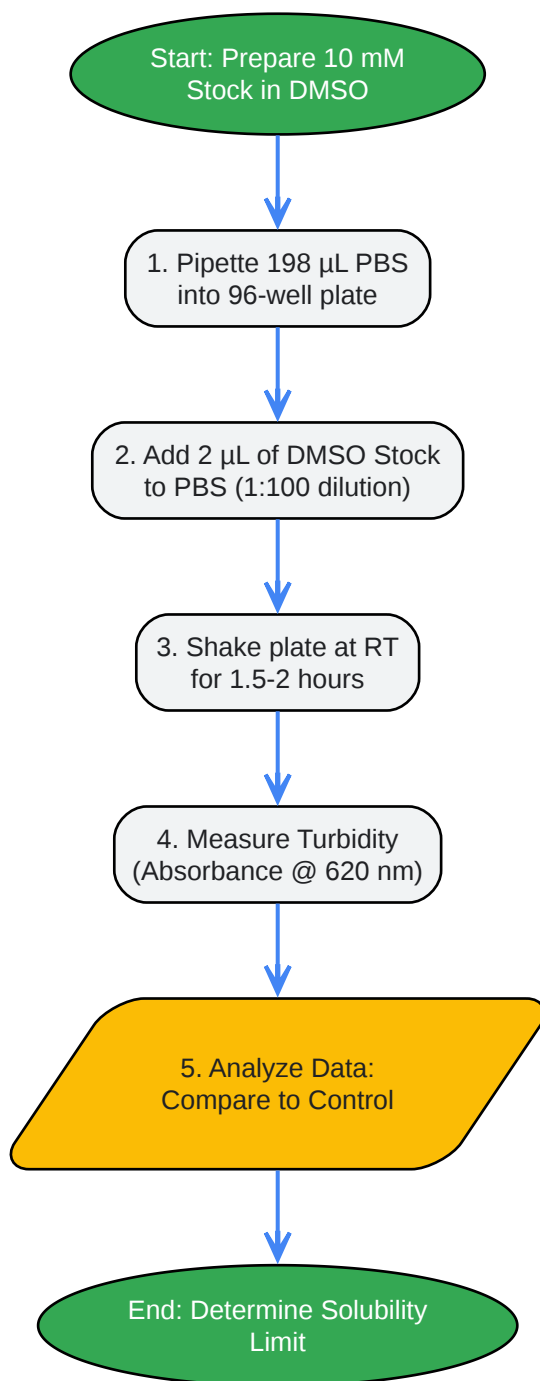 Start: Prepare 10 mM
Stock in DMSO
1. Pipette 198 µL PBS
into 96-well plate
2. Add 2 µL of DMSO Stock
to PBS (1:100 dilution)
3. Shake plate at RT
for 1.5-2 hours
4. Measure Turbidity
(Absorbance @ 620 nm)
5. Analyze Data:
Compare to Control
End: Determine Solubility
Limit